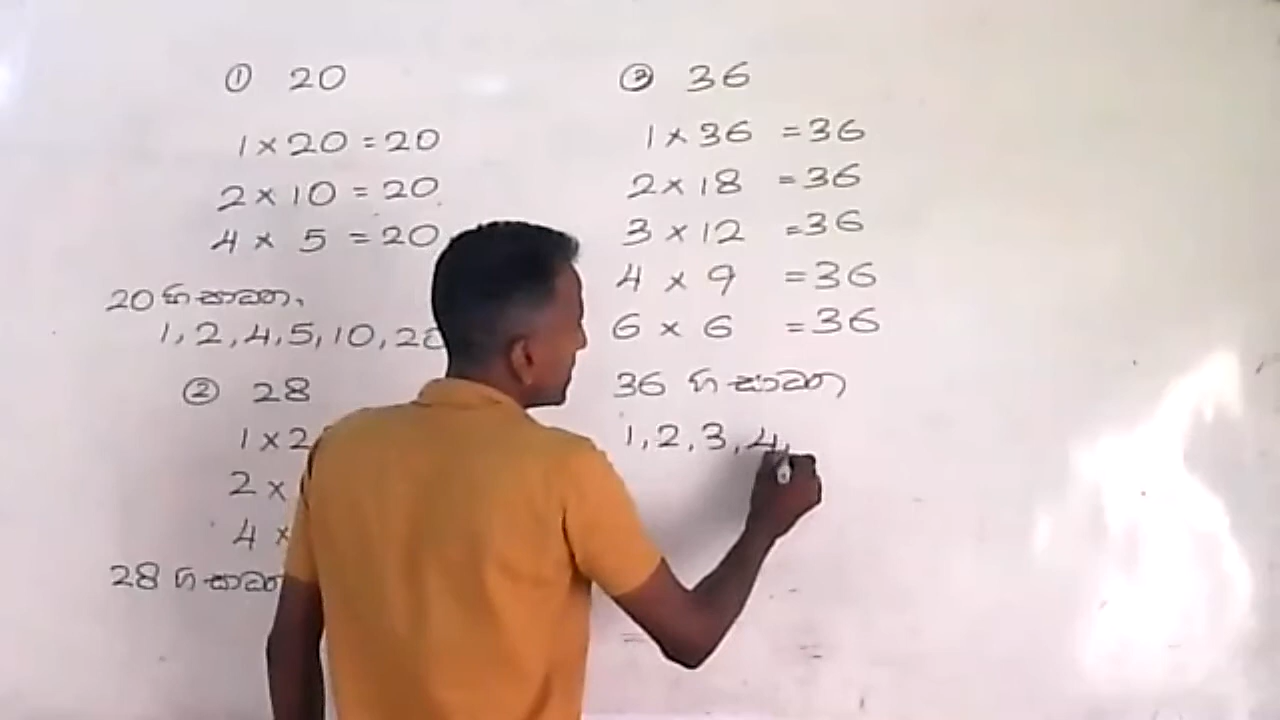 ① 20
1 × 20 = 20
2 × 10 = 20
4 × 5 = 20
20 හි සාධක,
1, 2, 4, 5, 10, 20
② 28
1 × 2
2 ×
4 ×
28 හි සාධක
③ 36
1 × 36 = 36
2 × 18 = 36
3 × 12 = 36
4 × 9 = 36
6 × 6 = 36
36 හි සාධක
1, 2, 3, 4,